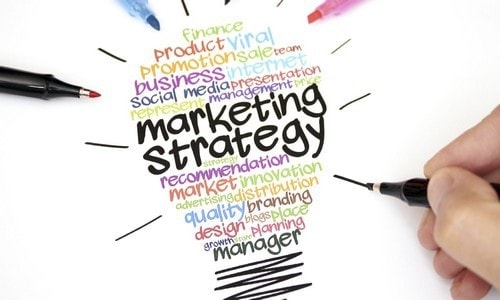 finance
product viral
promotion sale team
business internet
social media presentation
represent management price
marketing
strategy
strategy
recommendation
market innovation
advertising distribution
quality branding
design blogs place
growth team planning
manager